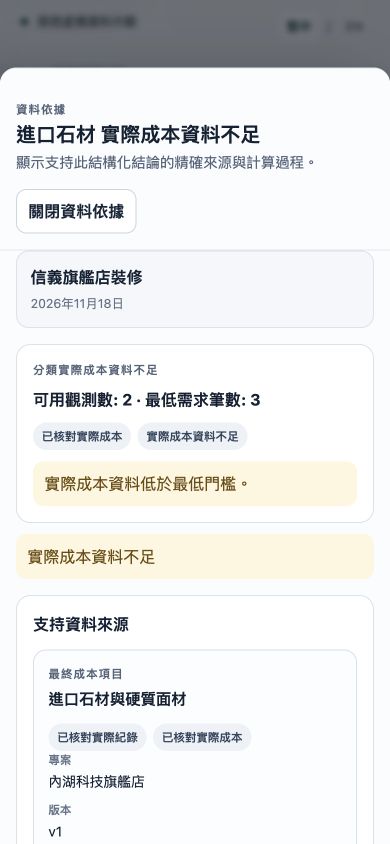 資料依據
進口石材 實際成本資料不足
顯示支持此結構化結論的精確來源與計算過程。
關閉資料依據
信義旗艦店裝修
2026年11月18日
分類實際成本資料不足
可用觀測數: 2 · 最低需求筆數: 3
已核對實際成本 實際成本資料不足
實際成本資料低於最低門檻。
實際成本資料不足
支持資料來源
最終成本項目
進口石材與硬質面材
已核對實際紀錄 已核對實際成本
專案
內湖科技旗艦店
版本
v1